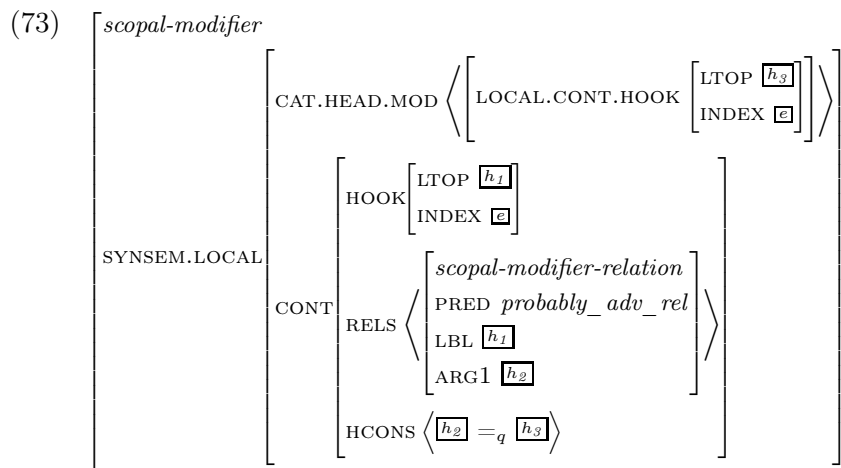 (73) scopal-modifier
CAT.HEAD.MOD ⟨[LOCAL.CONT.HOOK [LTOP h3
INDEX e]]⟩
HOOK [LTOP h1
INDEX e]
SYNSEM.LOCAL
scopal-modifier-relation
PRED probably_adv_rel
CONT RELS ⟨
LBL h1
ARG1 h2
⟩
HCONS ⟨h2 =q h3⟩